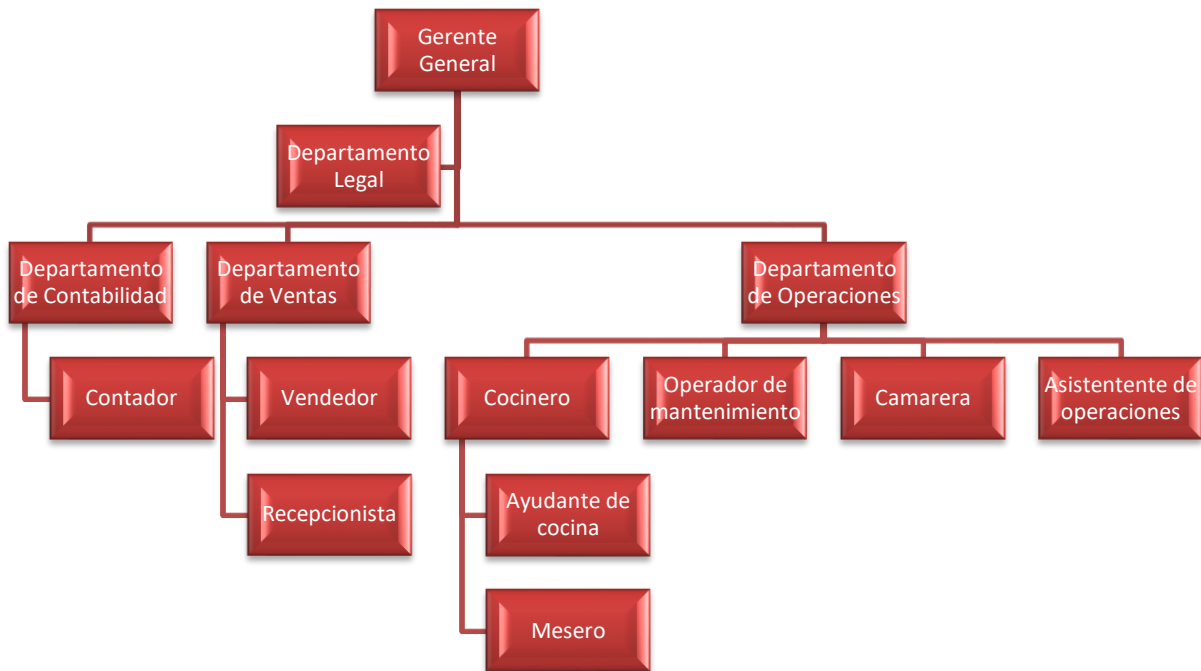 Gerente
General
Departamento
Legal
Departamento
de Contabilidad
Departamento
de Ventas
Departamento
de Operaciones
Contador
Vendedor
Cocinero
Operador de
mantenimiento
Camarera
Asistentente de
operaciones
Recepcionista
Ayudante de
cocina
Mesero